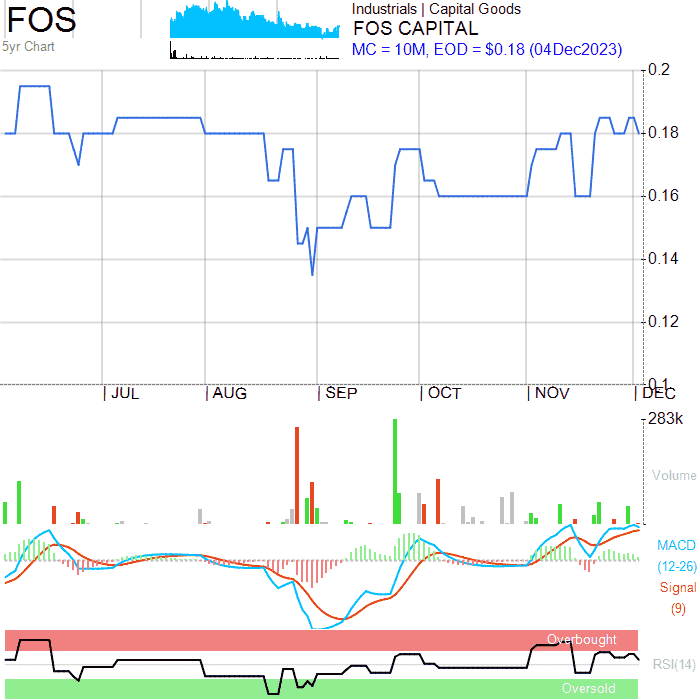 FOS
5yr Chart
Industrials | Capital Goods
FOS CAPITAL
MC = 10M, EOD = $0.18 (04Dec2023)
0.2
0.18
0.16
0.14
0.12
0.1
JUL AUG SEP OCT NOV DEC
283k
Volume
MACD
(12-26)
Signal
(9)
Overbought
RSI(14)
Oversold